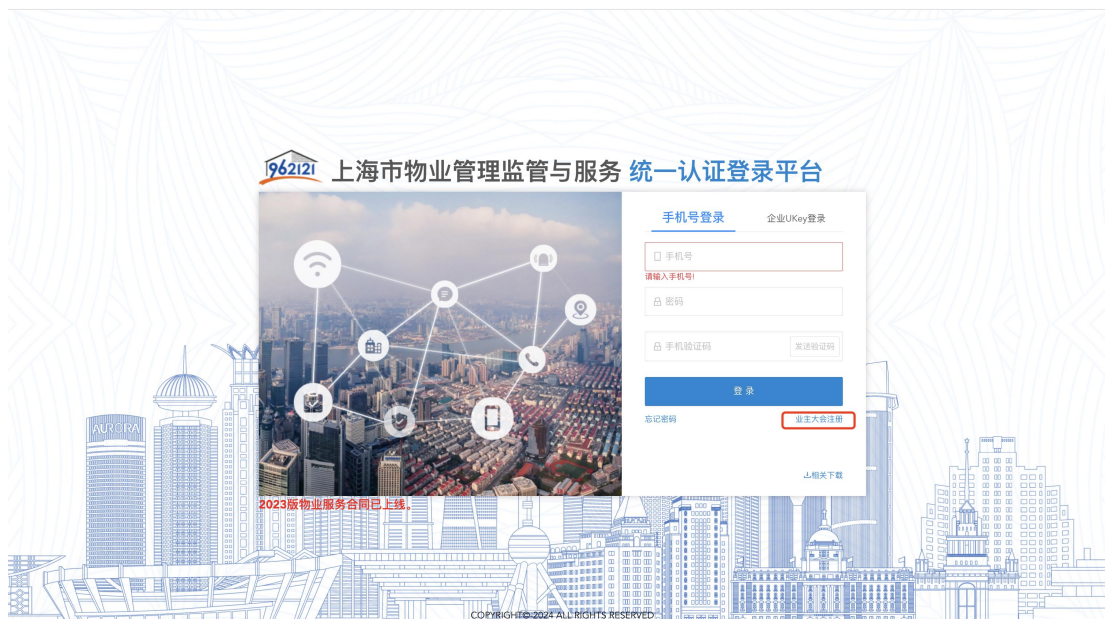 962121 上海市物业管理监管与服务 统一认证登录平台
手机号登录 企业UKey登录
手机号
请输入手机号!
密码
手机验证码 发送验证码
登 录
忘记密码 业主大会注册
相关下载
2023版物业服务合同已上线。
AURORA
AURORA
COPYRIGHT© 2024 ALL RIGHTS RESERVED